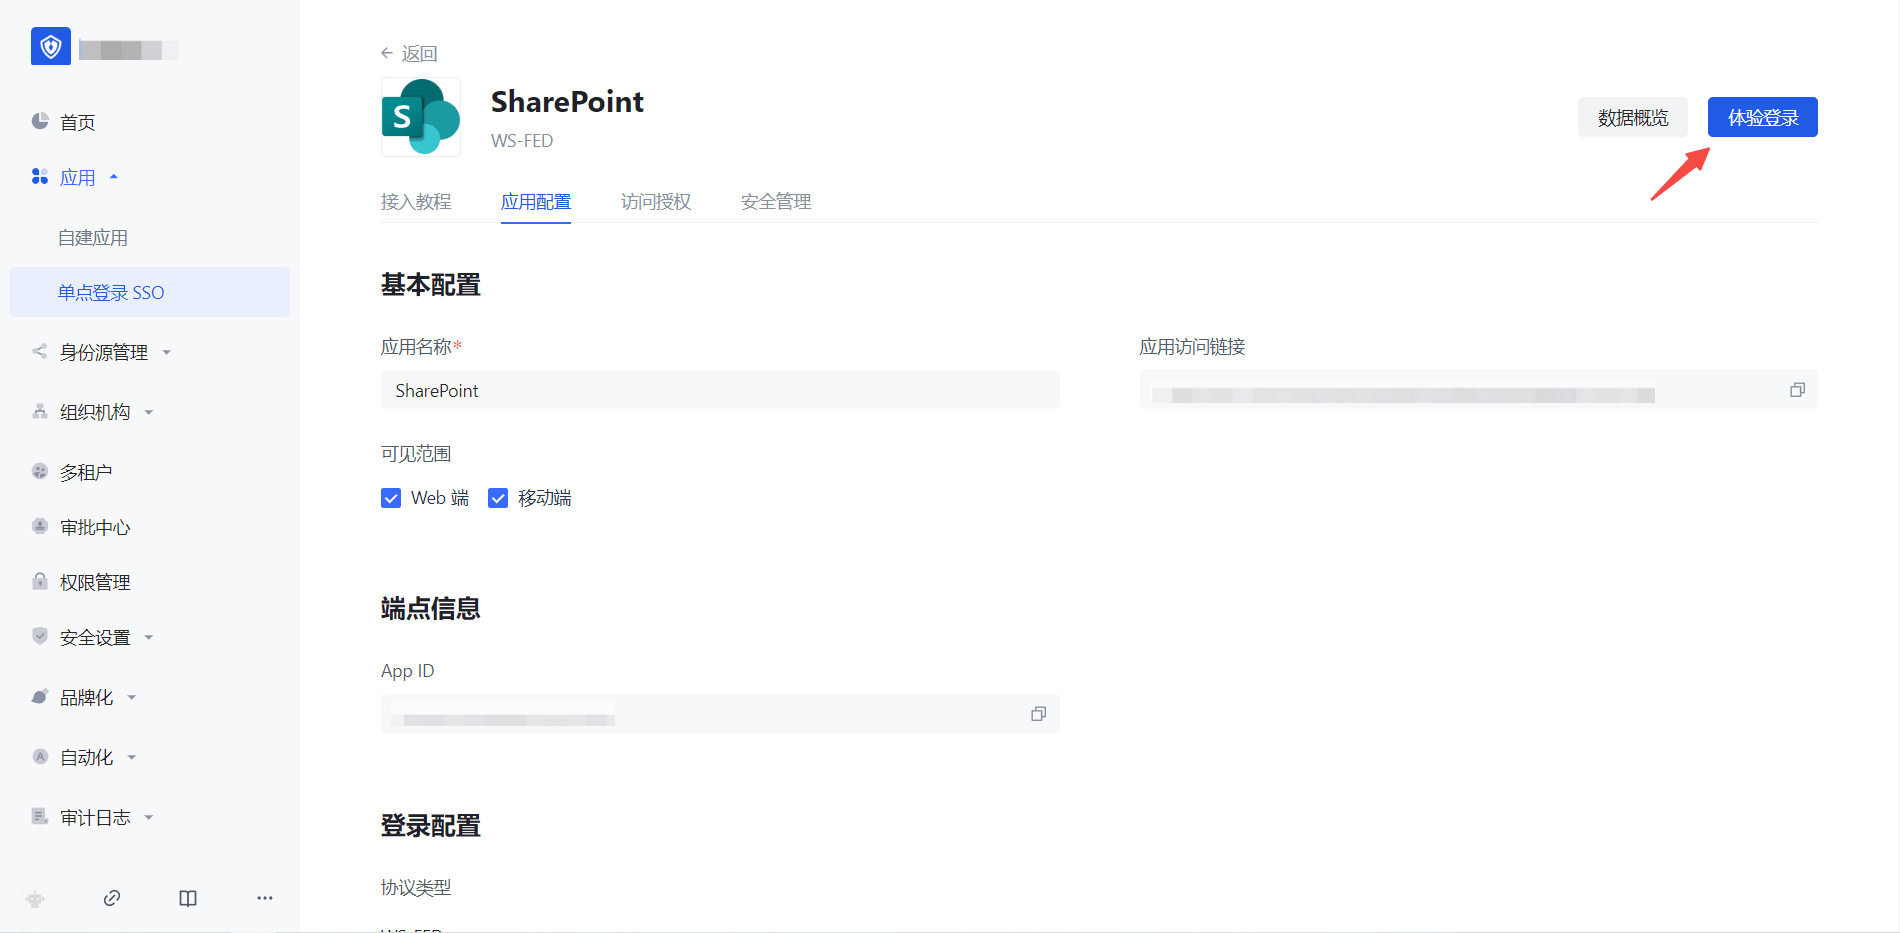 首页
应用
自建应用
单点登录 SSO
身份源管理
组织机构
多租户
审批中心
权限管理
安全设置
品牌化
自动化
审计日志
返回
SharePoint
WS-FED
数据概览
体验登录
接入教程
应用配置
访问授权
安全管理
基本配置
应用名称*
SharePoint
应用访问链接
可见范围
Web 端
移动端
端点信息
App ID
登录配置
协议类型
WS-FED